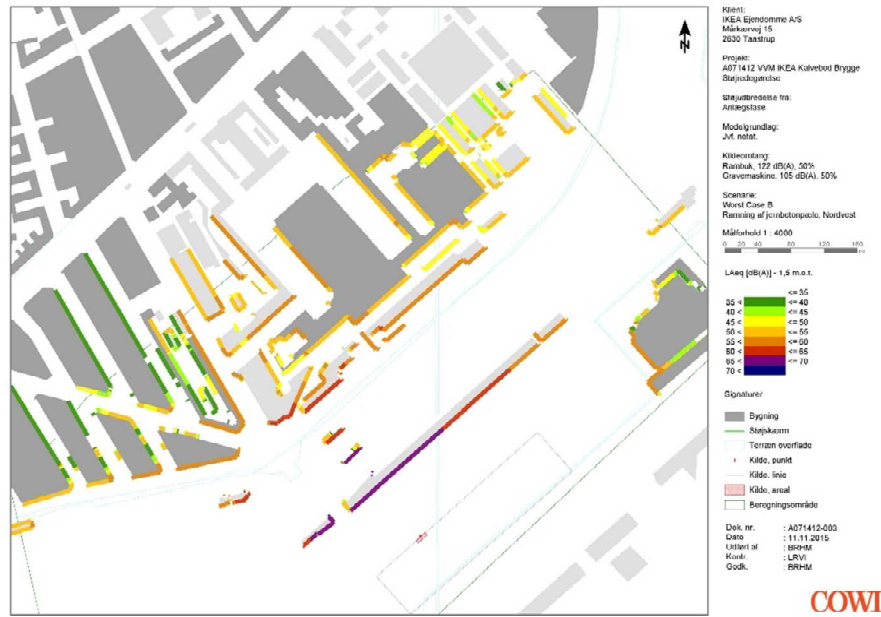 N
Klient:
IKEA Ejendomme A/S
Mårkærvej 15
2630 Taastrup
Projekt:
A071412 VVM IKEA Kalvebod Brygge
Støjredegørelse
Støjudbredelse fra:
Anlægsfase
Modelgrundlag:
Jvf. notat.
Kildeomfang:
Rambuk, 122 dB(A), 50%
Gravemaskine, 105 dB(A), 50%
Scenarie:
Worst Case B
Ramning af jernbetonpæle, Nordvest
Målforhold 1 : 4000
0 20 40 80 120 160
m
LAeq [dB(A)] - 1,5 m.o.t.
<= 35
35 < <= 40
40 < <= 45
45 < <= 50
50 < <= 55
55 < <= 60
60 < <= 65
65 < <= 70
70 <
Signaturer
Bygning
Støjskærm
Terræn overflade
Kilde, punkt
Kilde, linie
Kilde, areal
Beregningsområde
Dok. nr. : A071412-003
Dato : 11.11.2015
Udført af : BRHM
Kontr. : LRVI
Godk. : BRHM
COWI